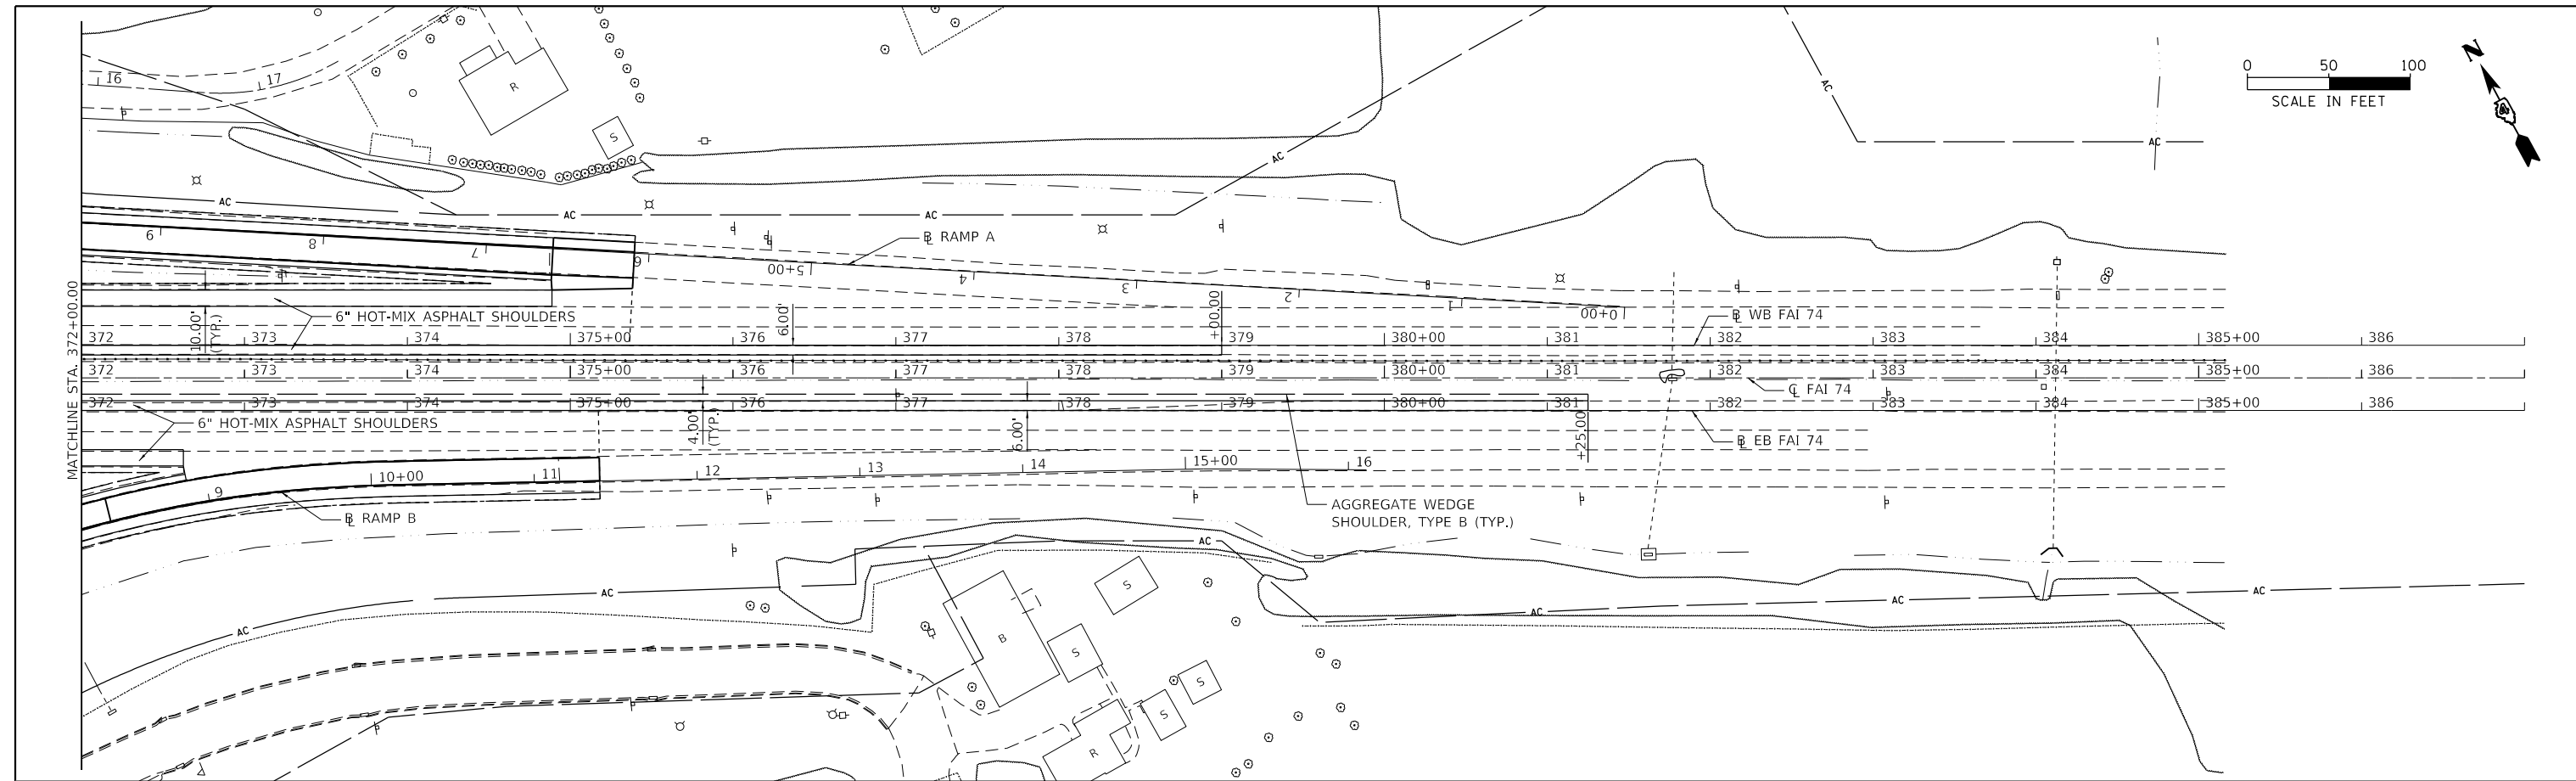 16
17
R
S
N
0 50 100
SCALE IN FEET
AC
AC
AC
AC
AC
AC
9 8 7 6 5+00 4 3 2 1 0+00
℄ RAMP A
MATCHLINE STA. 372+00.00
10.00'
(TYP.)
6" HOT-MIX ASPHALT SHOULDERS
6.00'
+00.00
B̲L WB FAI 74
372 373 374 375+00 376 377 378 379 380+00 381 382 383 384 385+00 386
372 373 374 375+00 376 377 378 379 380+00 381 382 383 384 385+00 386
℄ FAI 74
372 373 374 375+00 376 377 378 379 380+00 381 382 383 384 385+00 386
6" HOT-MIX ASPHALT SHOULDERS
4.00'
(TYP.)
6.00'
+25.00
BL EB FAI 74
9 10+00 11 12 13 14 15+00 16
BL RAMP B
AGGREGATE WEDGE
SHOULDER, TYPE B (TYP.)
AC
AC
AC
AC
AC
AC
B
S
S
S
S
R